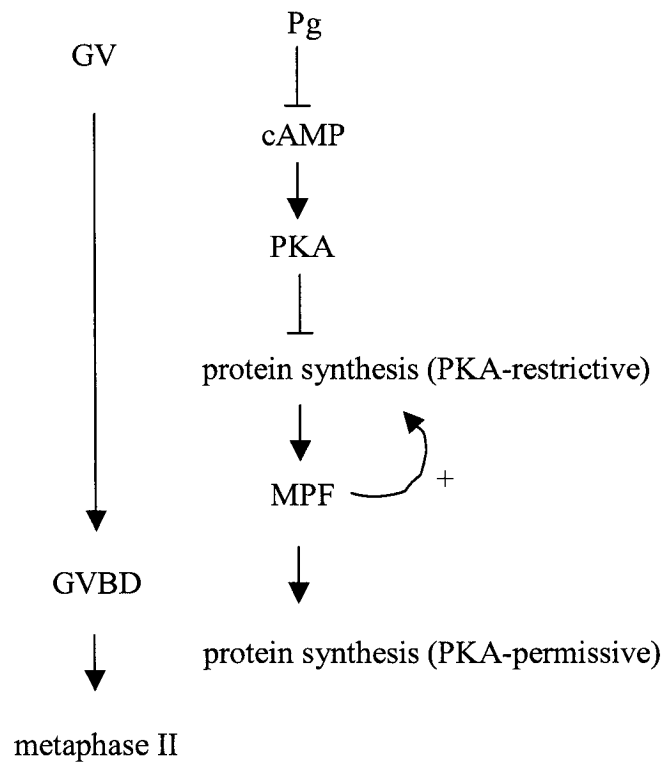 GV
Pg
cAMP
PKA
protein synthesis (PKA-restrictive)
MPF
+
GVBD
protein synthesis (PKA-permissive)
metaphase II